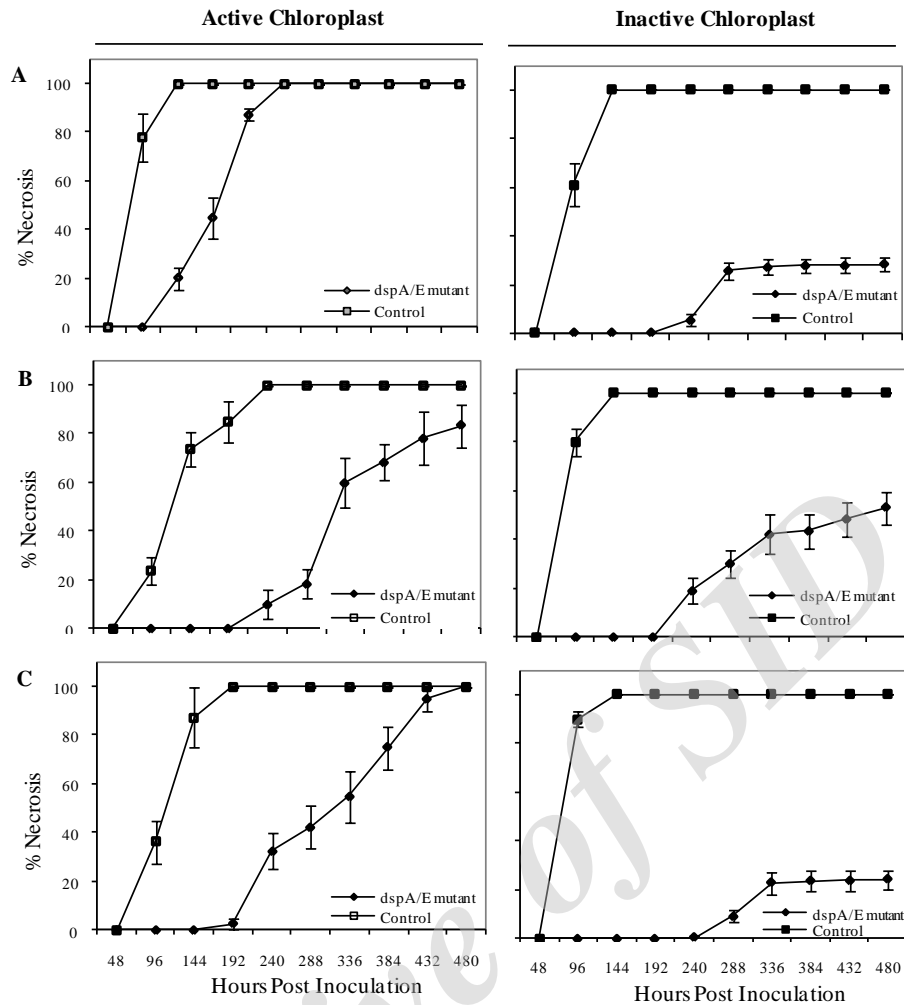 Active Chloroplast
Inactive Chloroplast
A
100
80
60
40
20
0
% Necrosis
dspA/E mutant
Control
dspA/E mutant
Control
B
100
80
60
40
20
0
% Necrosis
dspA/E mutant
Control
dspA/E mutant
Control
C
100
80
60
40
20
0
% Necrosis
dspA/E mutant
Control
dspA/E mutant
Control
48 96 144 192 240 288 336 384 432 480
48 96 144 192 240 288 336 384 432 480
Hours Post Inoculation
Hours Post Inoculation
ive of SID